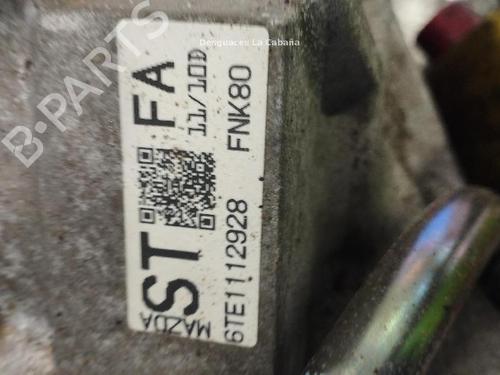 Desguaces La Cabaña
B-PARTS
MAZDA
ST FA
11/10D
6TE1112928 FNK80